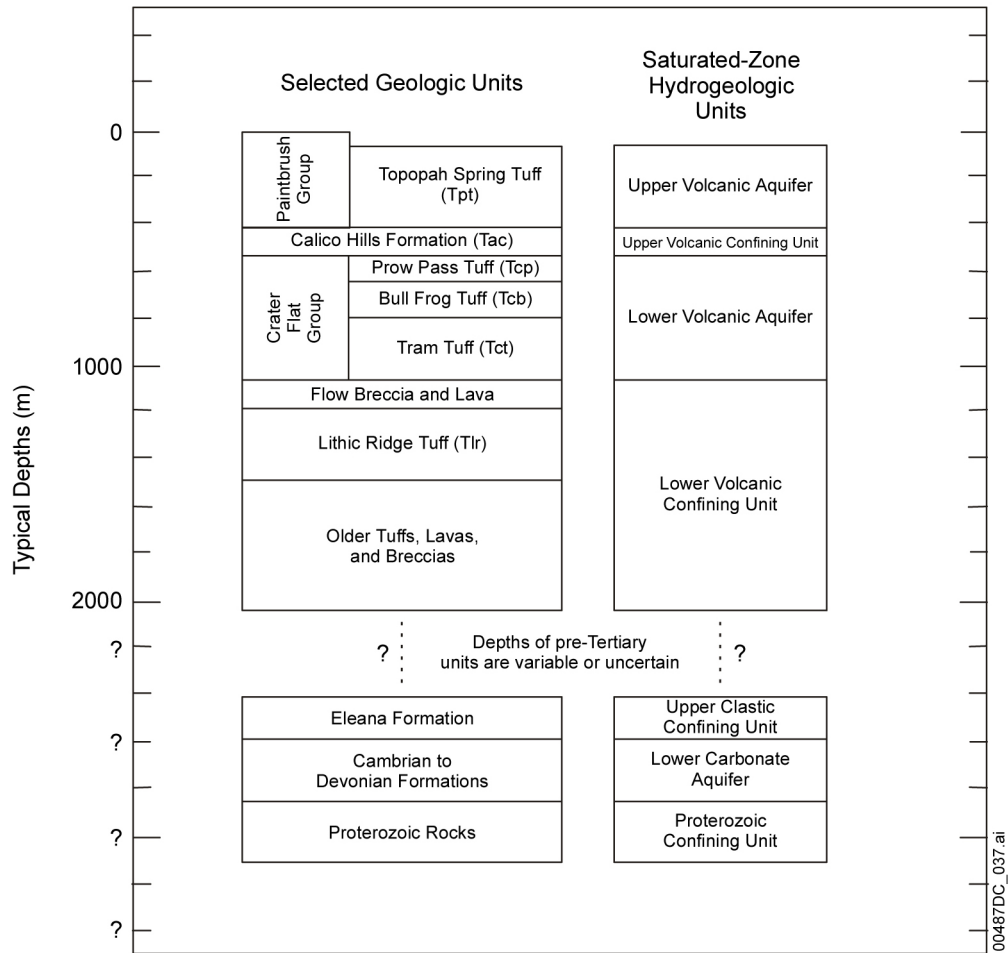 Selected Geologic Units
Saturated-Zone
Hydrogeologic
Units
Typical Depths (m)
0
1000
2000
?
?
?
?
Paintbrush
Group
Topopah Spring Tuff
(Tpt)
Calico Hills Formation (Tac)
Crater
Flat
Group
Prow Pass Tuff (Tcp)
Bull Frog Tuff (Tcb)
Tram Tuff (Tct)
Flow Breccia and Lava
Lithic Ridge Tuff (Tlr)
Older Tuffs, Lavas,
and Breccias
Upper Volcanic Aquifer
Upper Volcanic Confining Unit
Lower Volcanic Aquifer
Lower Volcanic
Confining Unit
?
Depths of pre-Tertiary
units are variable or uncertain
?
Eleana Formation
Cambrian to
Devonian Formations
Proterozoic Rocks
Upper Clastic
Confining Unit
Lower Carbonate
Aquifer
Proterozoic
Confining Unit
00487DC_037.ai